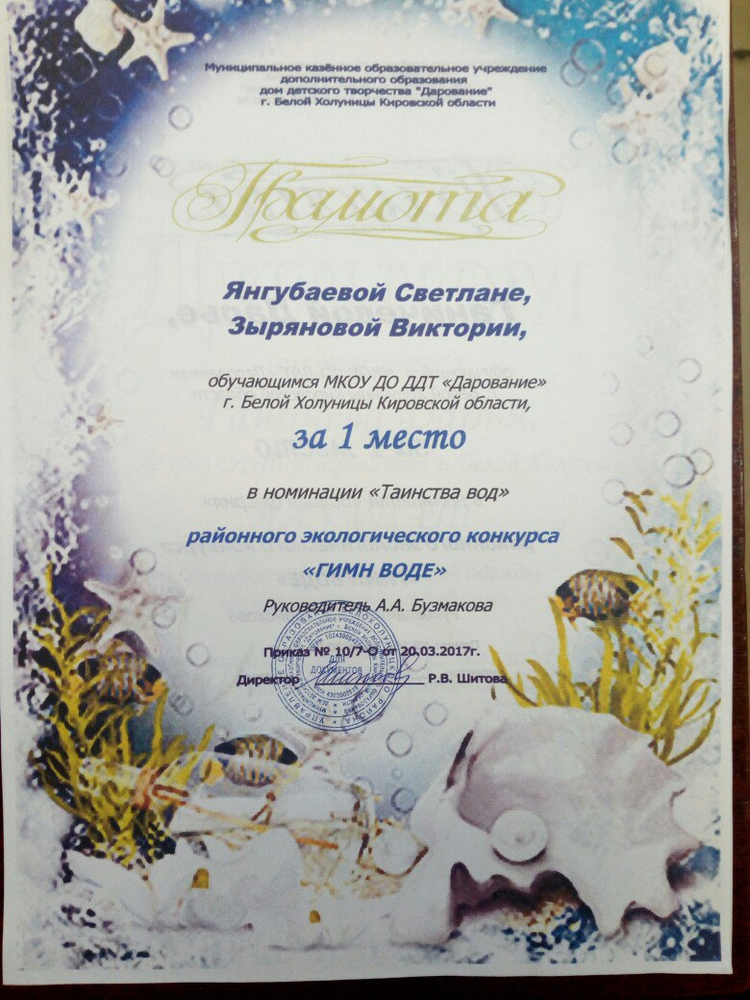 Муниципальное казённое образовательное учреждение
дополнительного образования
дом детского творчества "Дарование"
г. Белой Холуницы Кировской области
Грамота
Янгубаевой Светлане,
Зыряновой Виктории,
обучающимся МКОУ ДО ДДТ «Дарование»
г. Белой Холуницы Кировской области,
за 1 место
в номинации «Таинства вод»
районного экологического конкурса
«ГИМН ВОДЕ»
Руководитель А.А. Бузмакова
Приказ № 10/7-О от 20.03.2017г.
Директор Р.В. Шитова
ДЛЯ
ДОКУМЕНТОВ